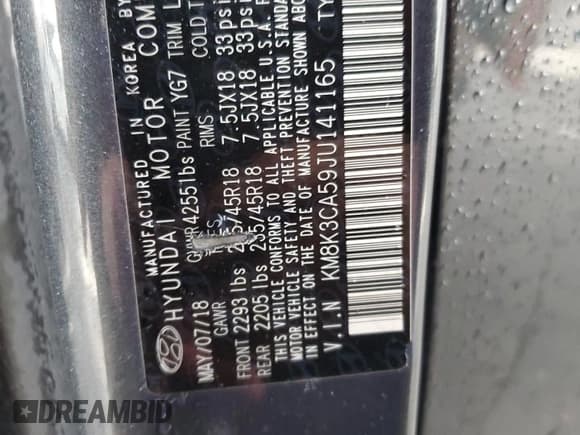 MANUFACTURED IN KOREA BY
HYUNDAI MOTOR COM
MAY/07/18 GVWR 4255lbs PAINT YG7 TRIM
GAWR TIRES RIMS COLD T
FRONT 2293 lbs 235/45R18 7.5JX18 33psi
REAR 2205 lbs 235/45R18 7.5JX18 33psi
THIS VEHICLE CONFORMS TO ALL APPLICABLE U.S.A.
MOTOR VEHICLE SAFETY AND THEFT PREVENTION STANDA
IN EFFECT ON THE DATE OF MANUFACTURE SHOWN ABO
V.I.N KM8K3CA59JU141165 TY
DREAMBID